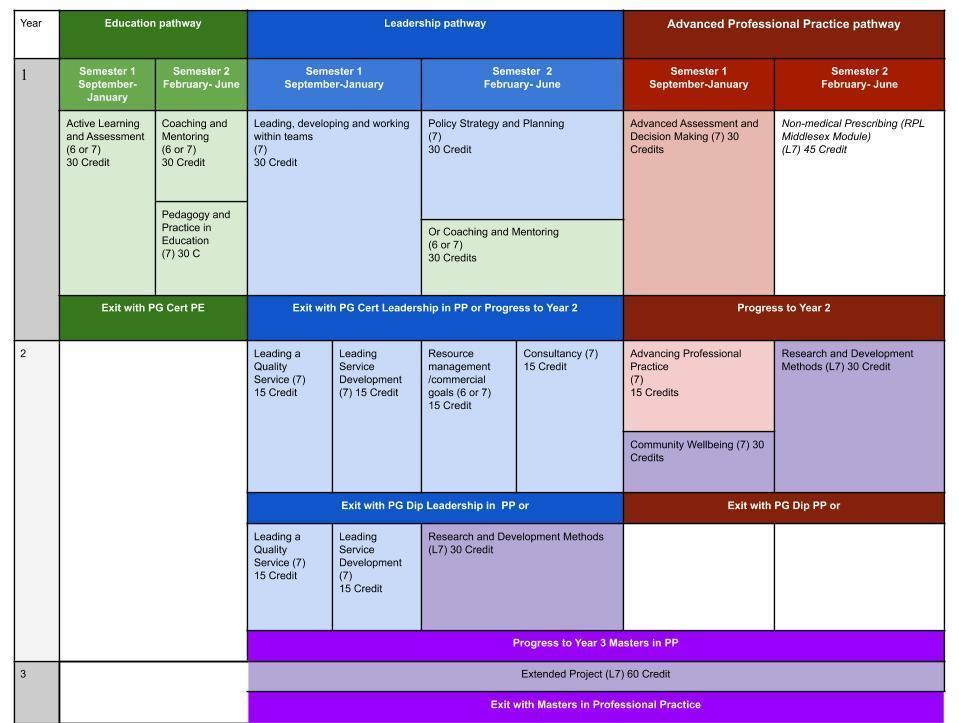 Year
Education pathway
Leadership pathway
Advanced Professional Practice pathway
1
Semester 1
September-
January
Semester 2
February- June
Semester 1
September-January
Semester 2
February- June
Semester 1
September-January
Semester 2
February- June
Active Learning
and Assessment
(6 or 7)
30 Credit
Coaching and
Mentoring
(6 or 7)
30 Credit
Pedagogy and
Practice in
Education
(7) 30 C
Leading, developing and working
within teams
(7)
30 Credit
Policy Strategy and Planning
(7)
30 Credit
Or Coaching and Mentoring
(6 or 7)
30 Credits
Advanced Assessment and
Decision Making (7) 30
Credits
Non-medical Prescribing (RPL
Middlesex Module)
(L7) 45 Credit
Exit with PG Cert PE
Exit with PG Cert Leadership in PP or Progress to Year 2
Progress to Year 2
2
Leading a
Quality
Service (7)
15 Credit
Leading
Service
Development
(7) 15 Credit
Resource
management
/commercial
goals (6 or 7)
15 Credit
Consultancy (7)
15 Credit
Advancing Professional
Practice
(7)
15 Credits
Community Wellbeing (7) 30
Credits
Research and Development
Methods (L7) 30 Credit
Exit with PG Dip Leadership in PP or
Exit with PG Dip PP or
Leading a
Quality
Service (7)
15 Credit
Leading
Service
Development
(7)
15 Credit
Research and Development Methods
(L7) 30 Credit
Progress to Year 3 Masters in PP
3
Extended Project (L7) 60 Credit
Exit with Masters in Professional Practice